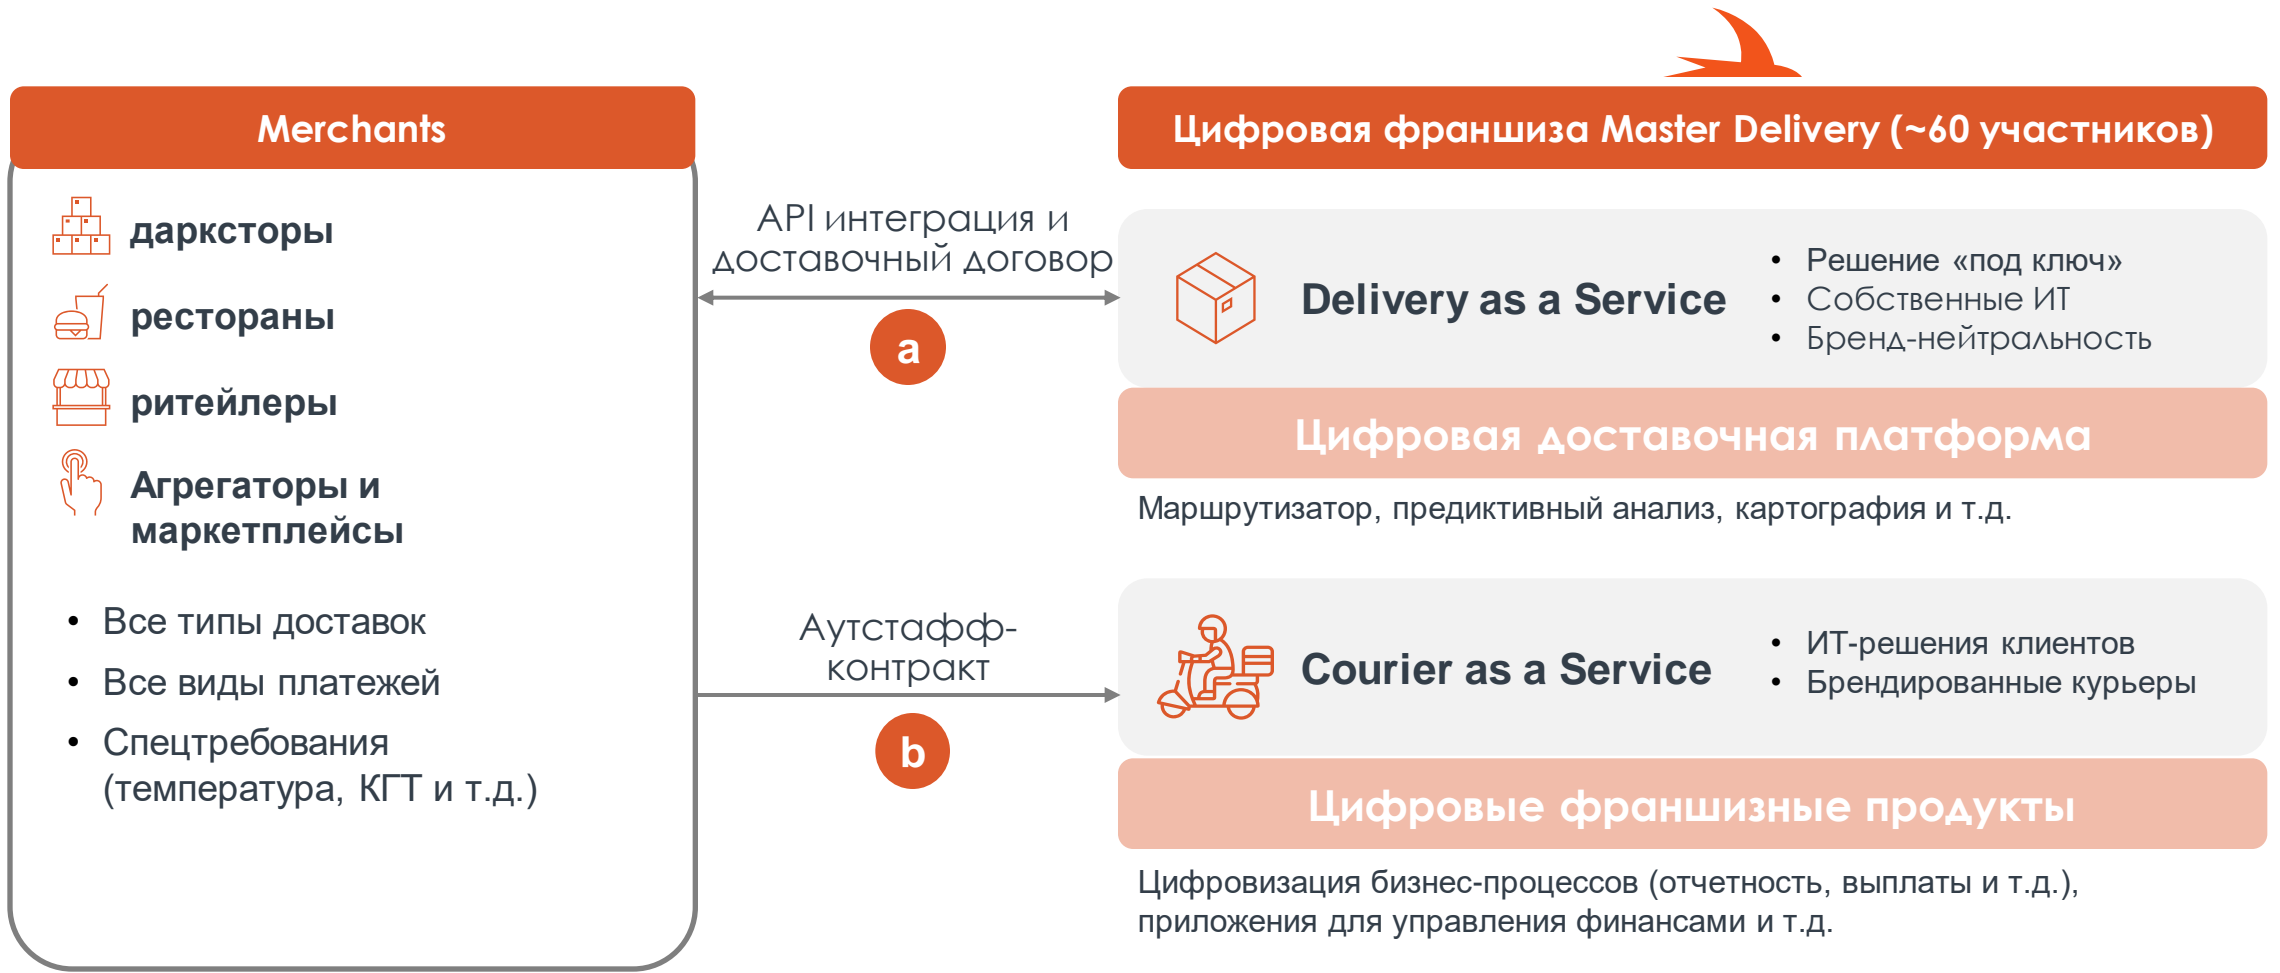 Merchants
даркcторы
рестораны
ритейлеры
Агрегаторы и
маркетплейсы
• Все типы доставок
• Все виды платежей
• Спецтребования
(температура, КГТ и т.д.)
API интеграция и
доставочный договор
a
Аутстафф-
контракт
b
Цифровая франшиза Master Delivery (~60 участников)
Delivery as a Service
• Решение «под ключ»
• Собственные ИТ
• Бренд-нейтральность
Цифровая доставочная платформа
Маршрутизатор, предиктивный анализ, картография и т.д.
Courier as a Service
• ИТ-решения клиентов
• Брендированные курьеры
Цифровые франшизные продукты
Цифровизация бизнес-процессов (отчетность, выплаты и т.д.),
приложения для управления финансами и т.д.